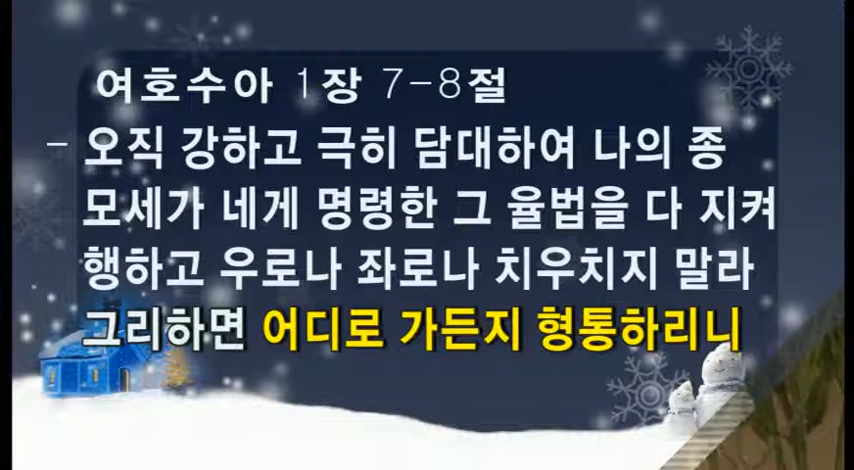 여호수아 1장 7-8절
- 오직 강하고 극히 담대하여 나의 종
모세가 네게 명령한 그 율법을 다 지켜
행하고 우로나 좌로나 치우치지 말라
그리하면 어디로 가든지 형통하리니